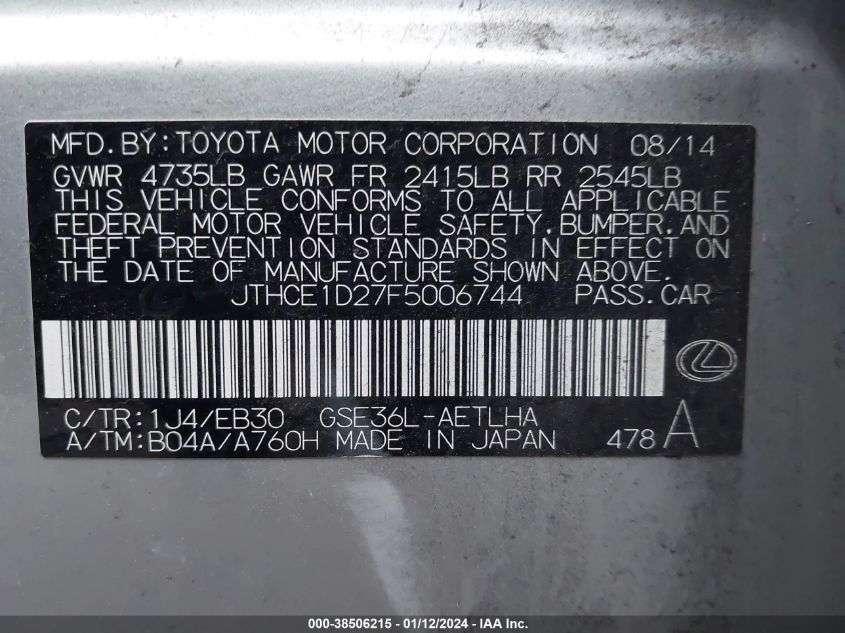 MFD.BY:TOYOTA MOTOR CORPORATION 08/14
GVWR 4735LB GAWR FR 2415LB RR 2545LB
THIS VEHICLE CONFORMS TO ALL APPLICABLE
FEDERAL MOTOR VEHICLE SAFETY.BUMPER.AND
THEFT PREVENTION STANDARDS IN EFFECT ON
THE DATE OF MANUFACTURE SHOWN ABOVE.
JTHCE1D27F5006744 PASS.CAR
C/TR:1J4/EB30 GSE36L-AETLHA
A/TM:B04A/A760H MADE IN JAPAN 478 A
000-38506215 - 01/12/2024 - IAA Inc.